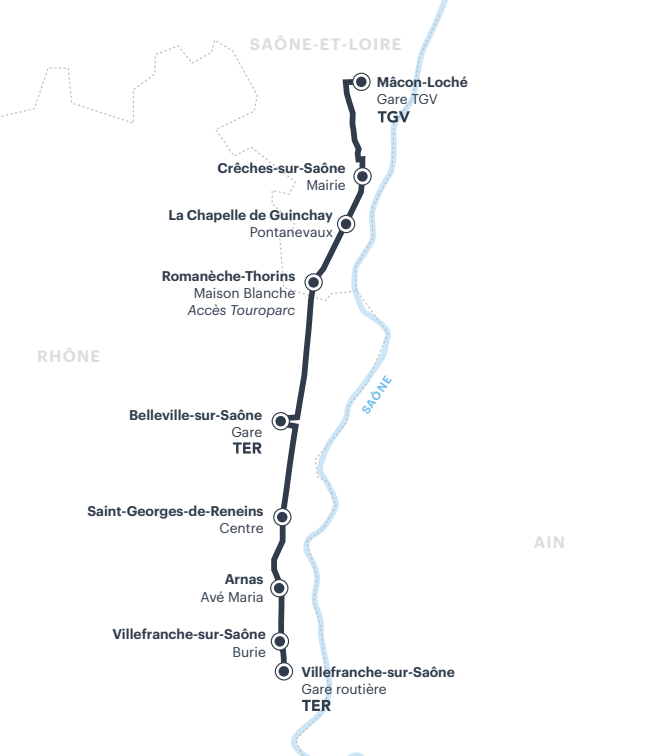 SAÔNE-ET-LOIRE
Mâcon-Loché
Gare TGV
TGV
Crêches-sur-Saône
Mairie
La Chapelle de Guinchay
Pontanevaux
Romanèche-Thorins
Maison Blanche
Accès Touroparc
RHÔNE
SAÔNE
Belleville-sur-Saône
Gare
TER
Saint-Georges-de-Reneins
Centre
AIN
Arnas
Avé Maria
Villefranche-sur-Saône
Burie
Villefranche-sur-Saône
Gare routière
TER